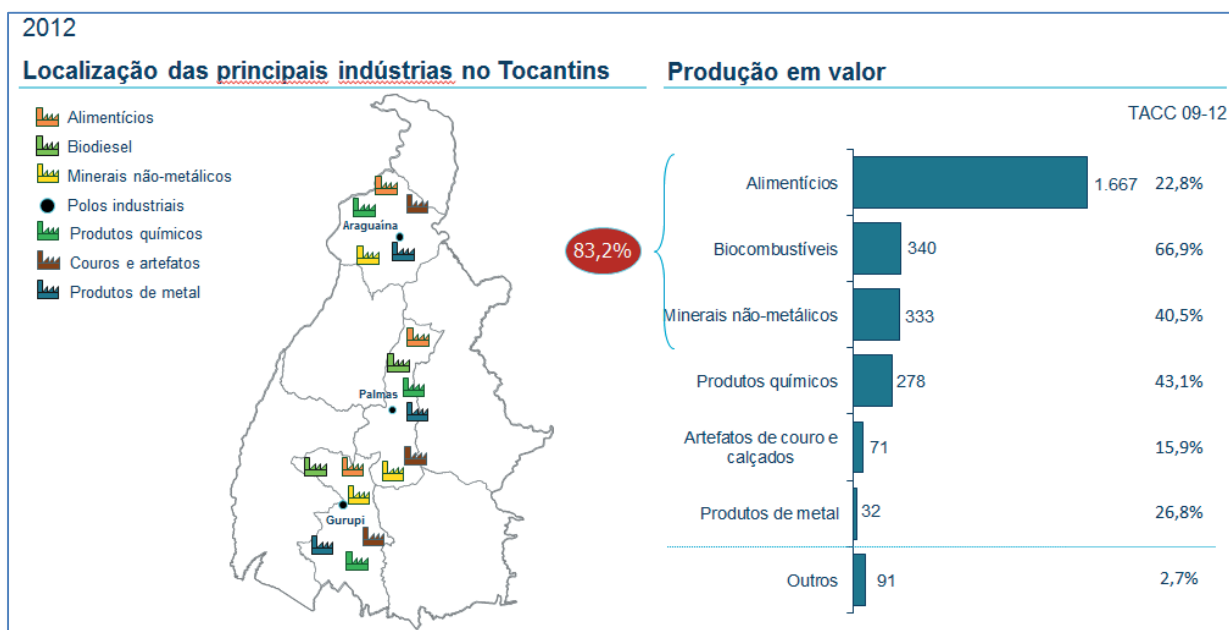 2012
Localização das principais indústrias no Tocantins
Alimentícios
Biodiesel
Minerais não-metálicos
Polos industriais
Produtos químicos
Couros e artefatos
Produtos de metal
Araguaína
Palmas
Gurupi
Produção em valor
TACC 09-12
83,2%
Alimentícios 1.667 22,8%
Biocombustíveis 340 66,9%
Minerais não-metálicos 333 40,5%
Produtos químicos 278 43,1%
Artefatos de couro e
calçados 71 15,9%
Produtos de metal 32 26,8%
Outros 91 2,7%